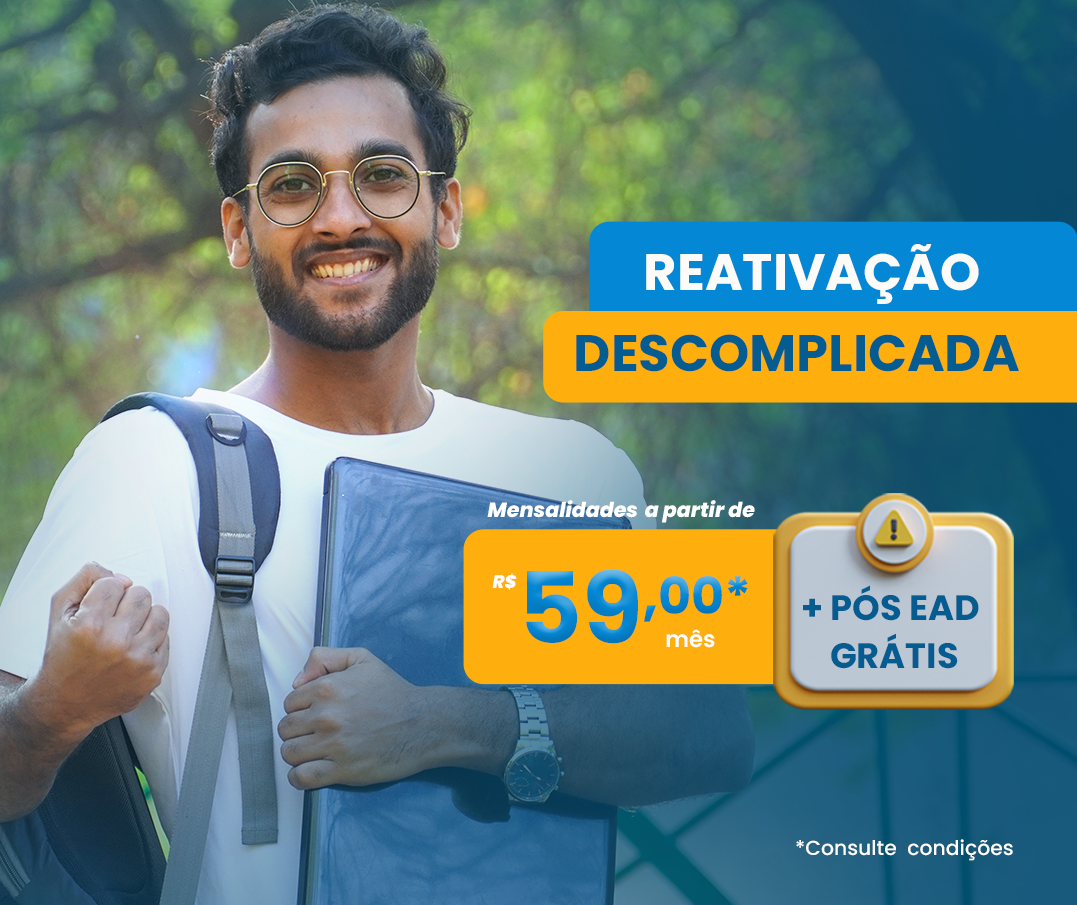 REATIVAÇÃO
DESCOMPLICADA
Mensalidades a partir de
R$ 59,00*
mês
+ PÓS EAD
GRÁTIS
*Consulte condições